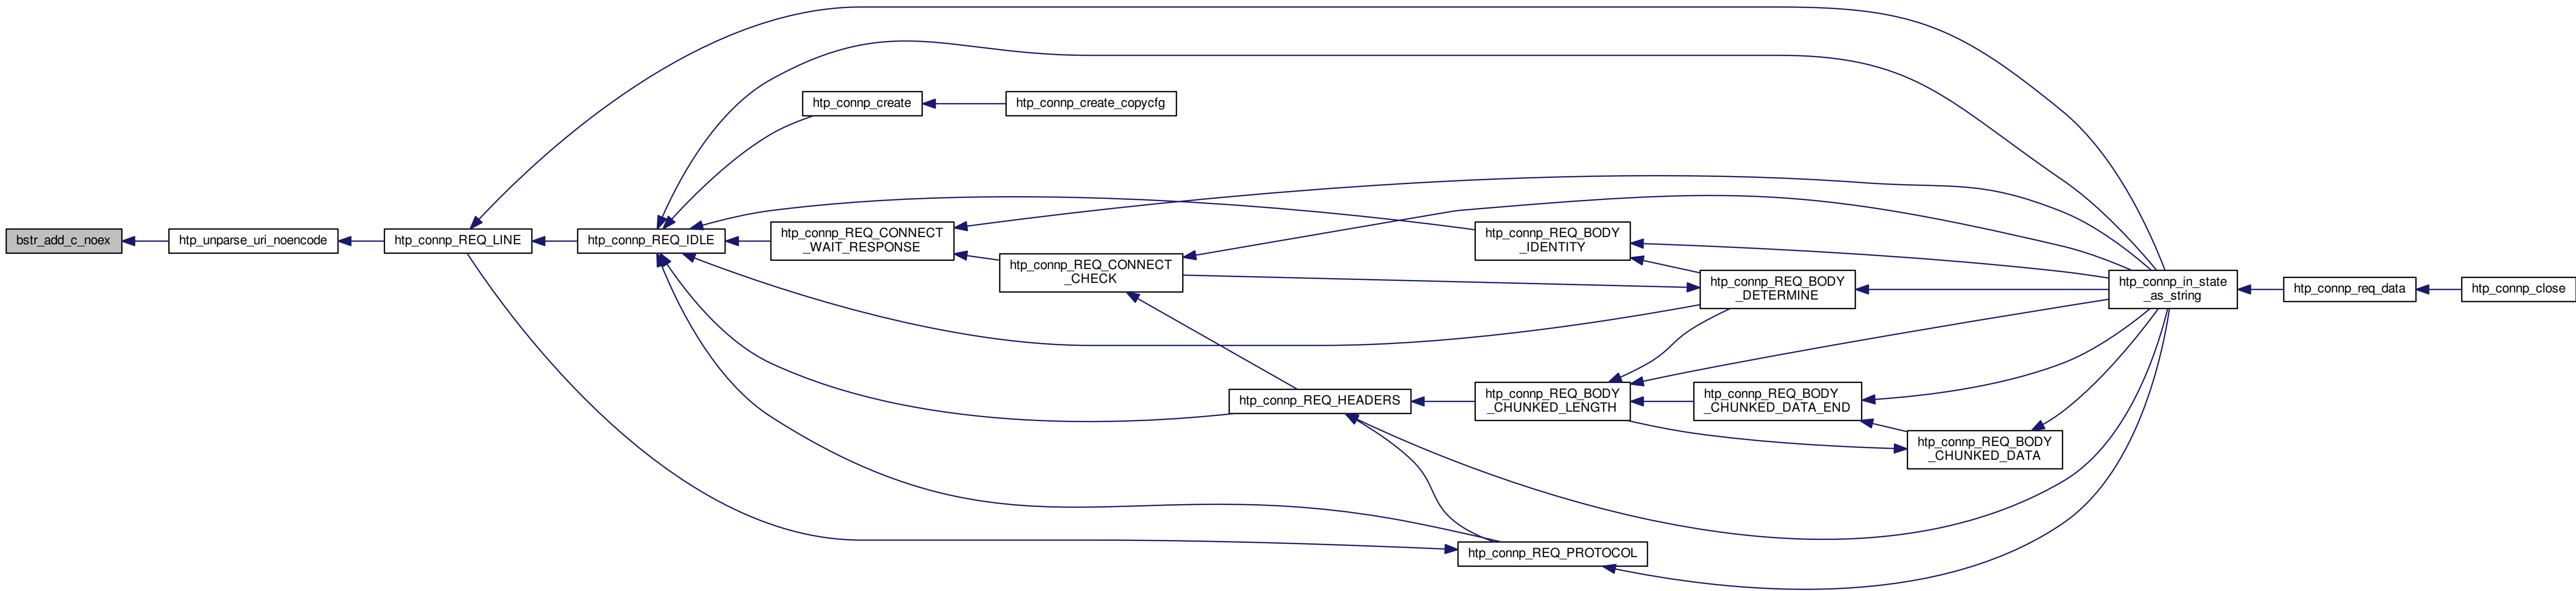 htp_connp_create
htp_connp_create_copycfg
bstr_add_c_noex
htp_unparse_uri_noencode
htp_connp_REQ_LINE
htp_connp_REQ_IDLE
htp_connp_REQ_CONNECT
_WAIT_RESPONSE
htp_connp_REQ_CONNECT
_CHECK
htp_connp_REQ_BODY
_IDENTITY
htp_connp_REQ_BODY
_DETERMINE
htp_connp_in_state
_as_string
htp_connp_req_data
htp_connp_close
htp_connp_REQ_HEADERS
htp_connp_REQ_BODY
_CHUNKED_LENGTH
htp_connp_REQ_BODY
_CHUNKED_DATA_END
htp_connp_REQ_BODY
_CHUNKED_DATA
htp_connp_REQ_PROTOCOL